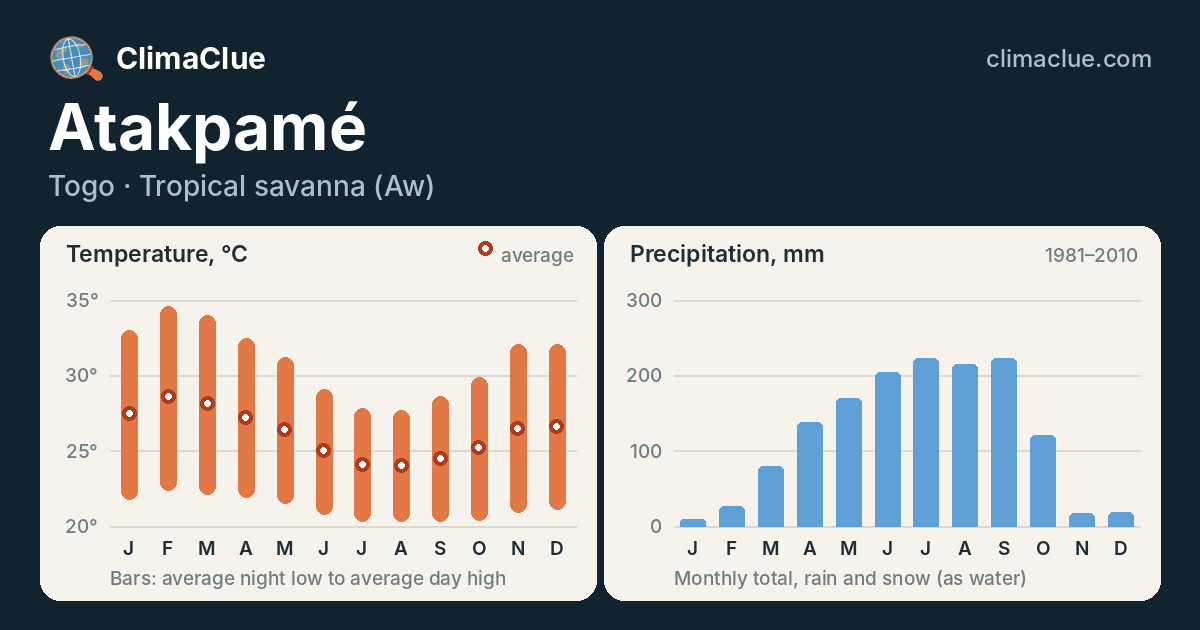 ClimaClue
climaclue.com
Atakpamé
Togo · Tropical savanna (Aw)
Temperature, °C
average
35°
30°
25°
20°
J F M A M J J A S O N D
Bars: average night low to average day high
Precipitation, mm
1981–2010
300
200
100
0
J F M A M J J A S O N D
Monthly total, rain and snow (as water)